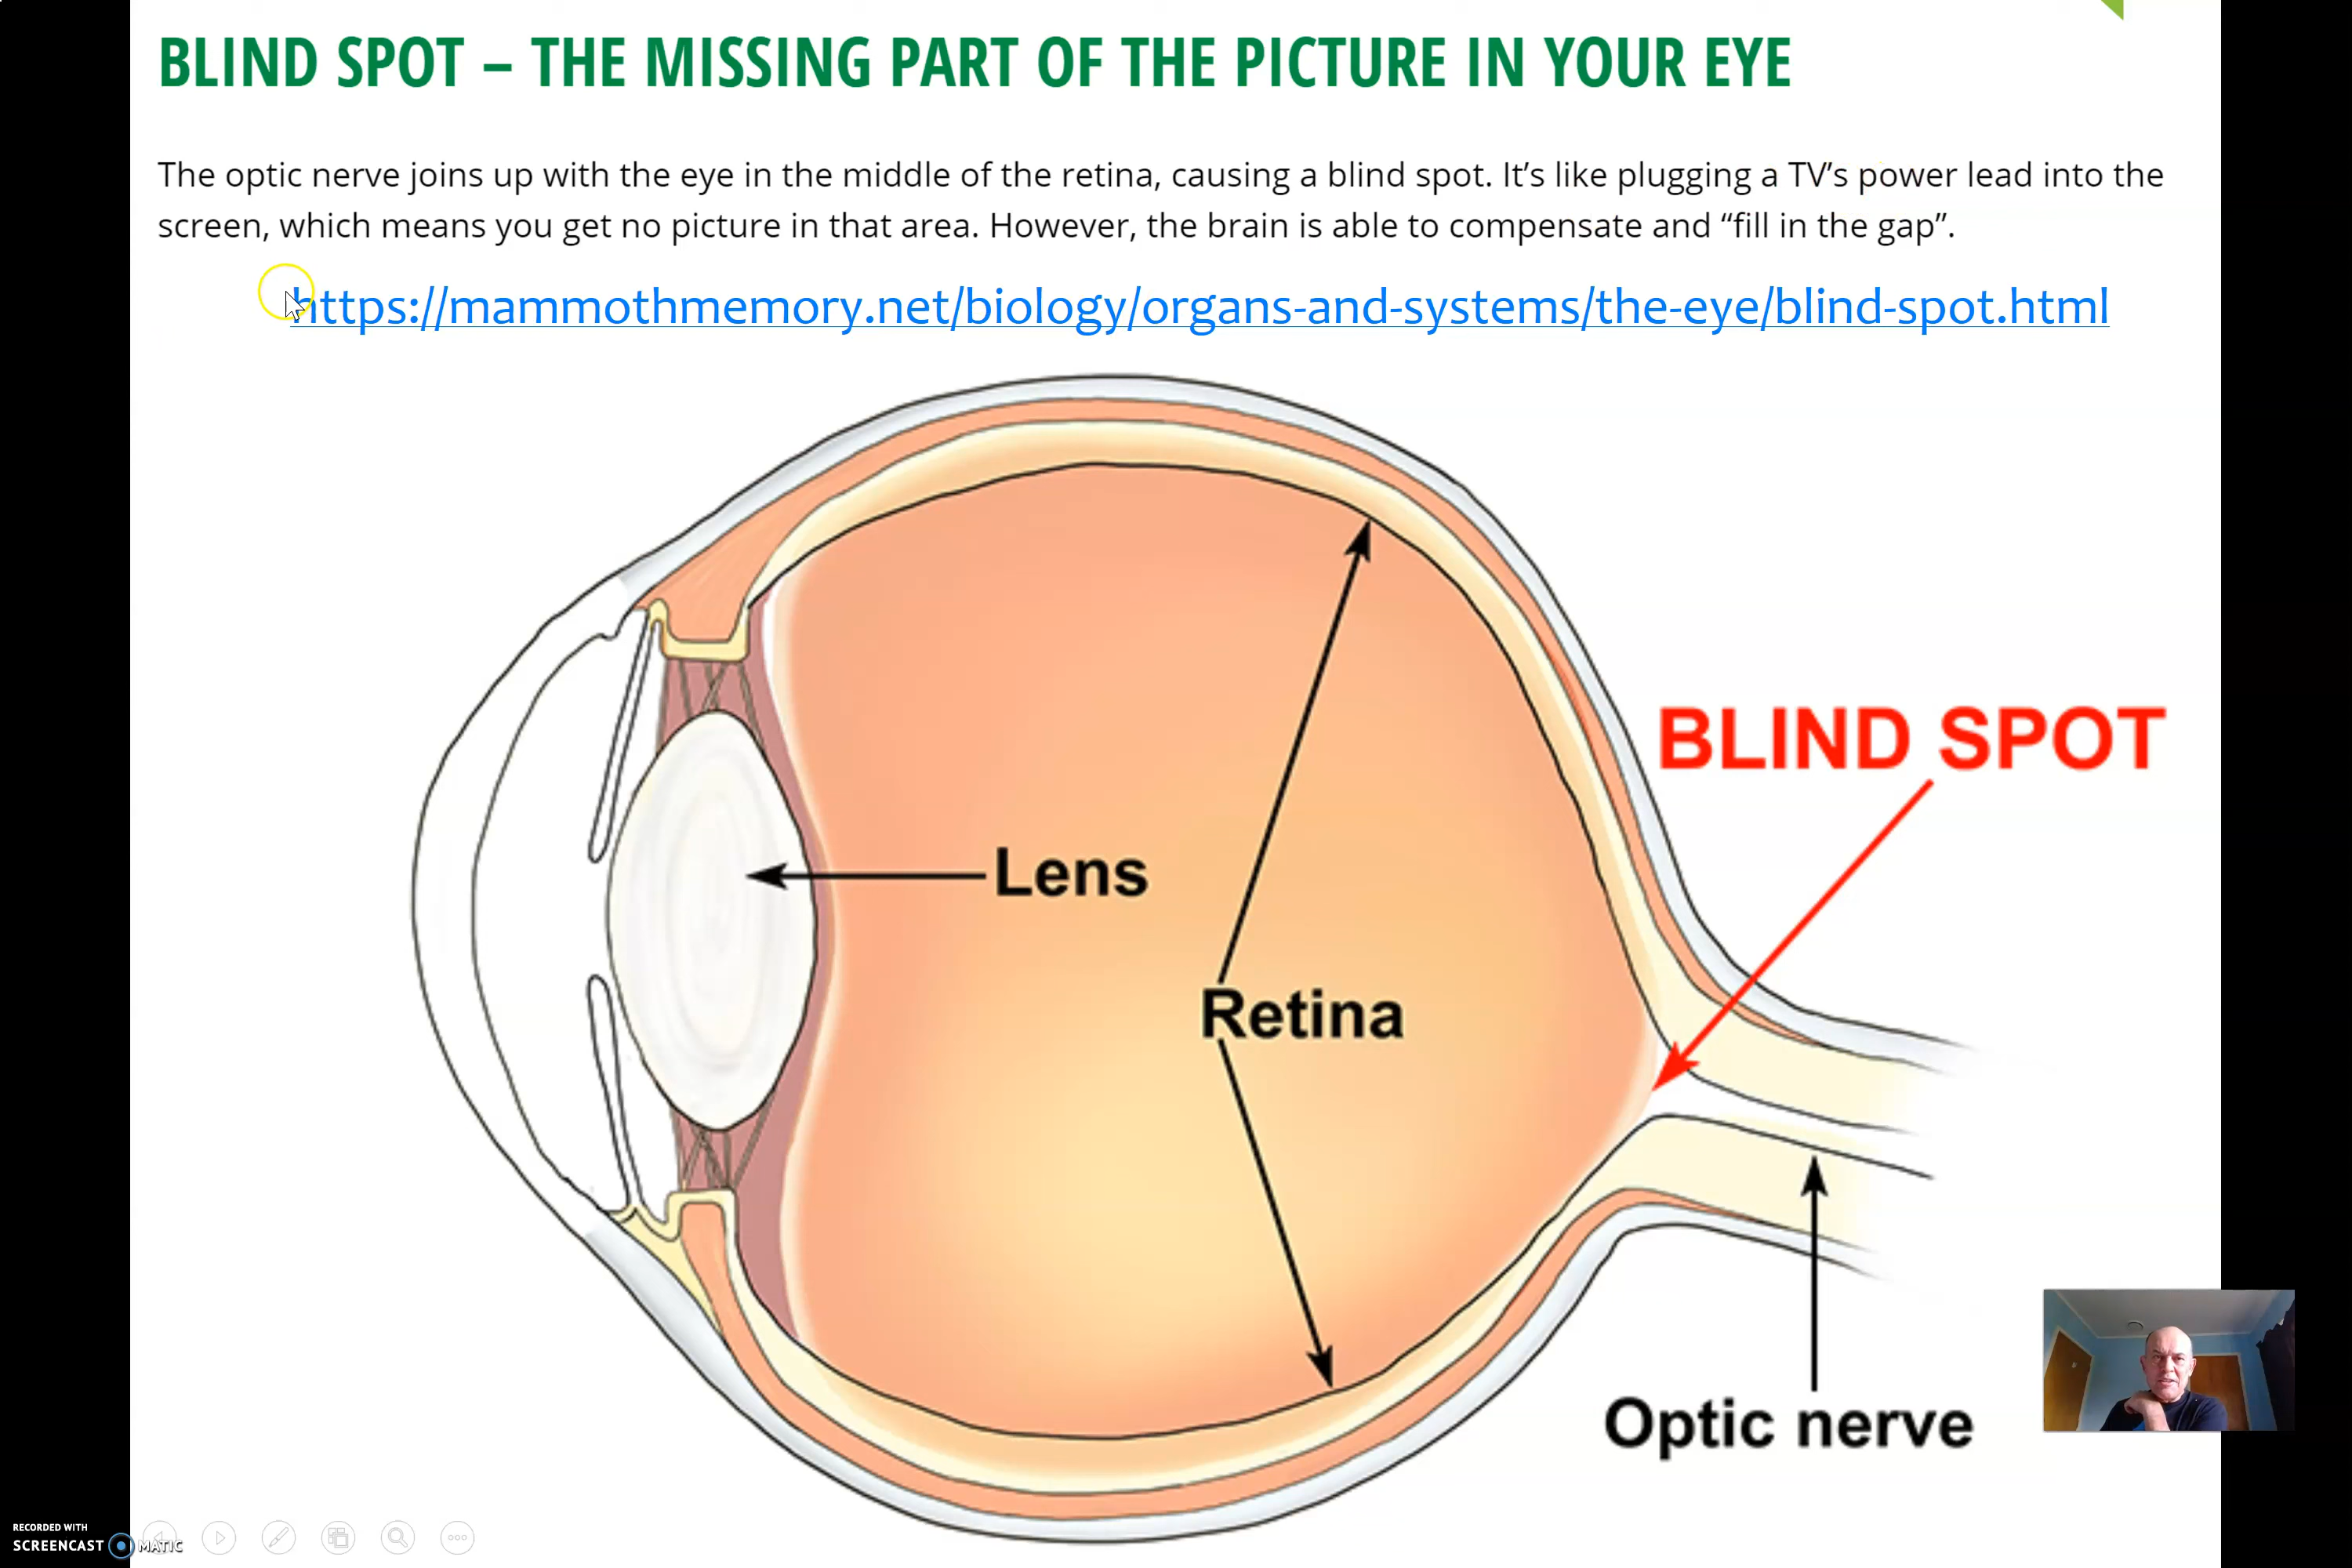 BLIND SPOT – THE MISSING PART OF THE PICTURE IN YOUR EYE
The optic nerve joins up with the eye in the middle of the retina, causing a blind spot. It’s like plugging a TV’s power lead into the
screen, which means you get no picture in that area. However, the brain is able to compensate and “fill in the gap”.
https://mammothmemory.net/biology/organs-and-systems/the-eye/blind-spot.html
BLIND SPOT
Lens
Retina
Optic nerve
RECORDED WITH
SCREENCAST MATIC